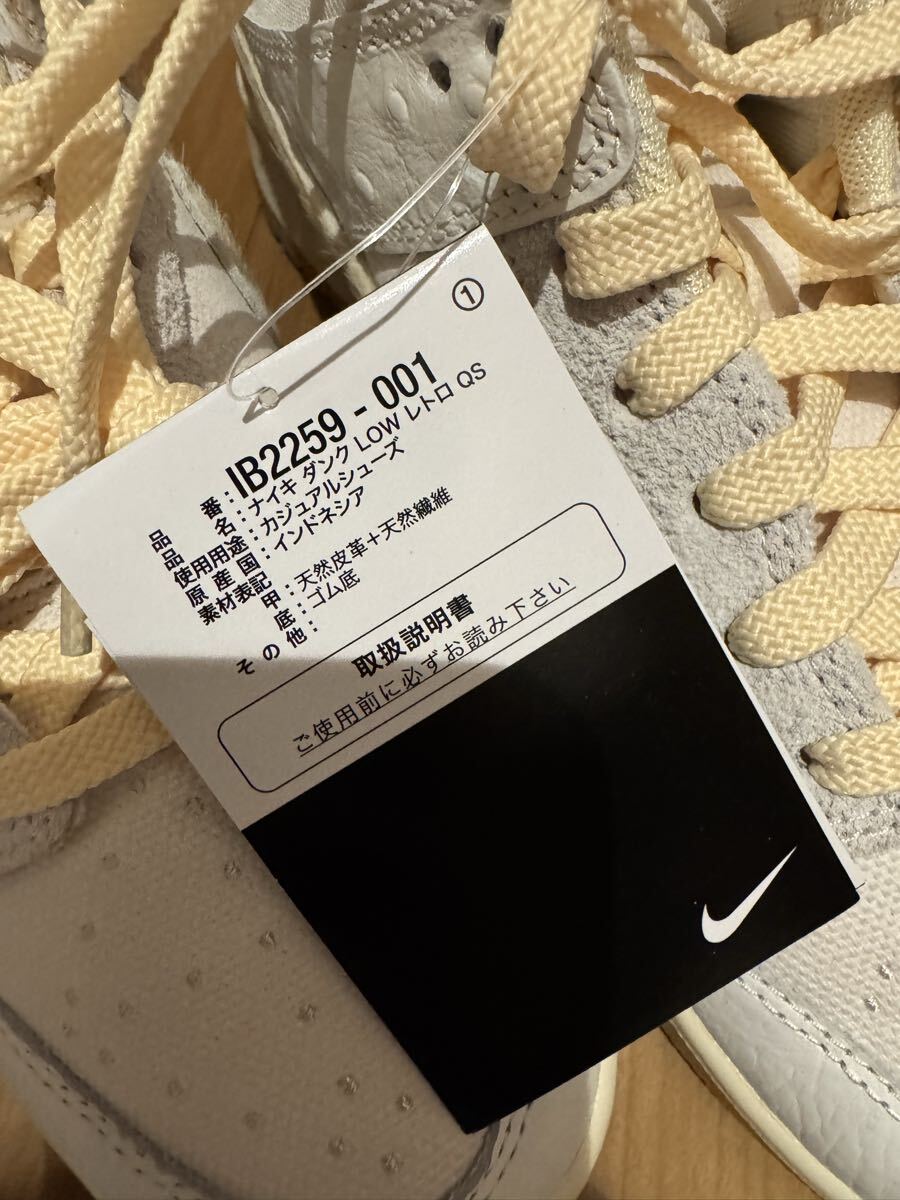 ①
品番：IB2259-001
品名：ナイキ ダンク LOW レトロ QS
使用用途：カジュアルシューズ
原産国：インドネシア
素材表記
甲：天然皮革+天然繊維
底：ゴム底
その他：
取扱説明書
ご使用前に必ずお読み下さい